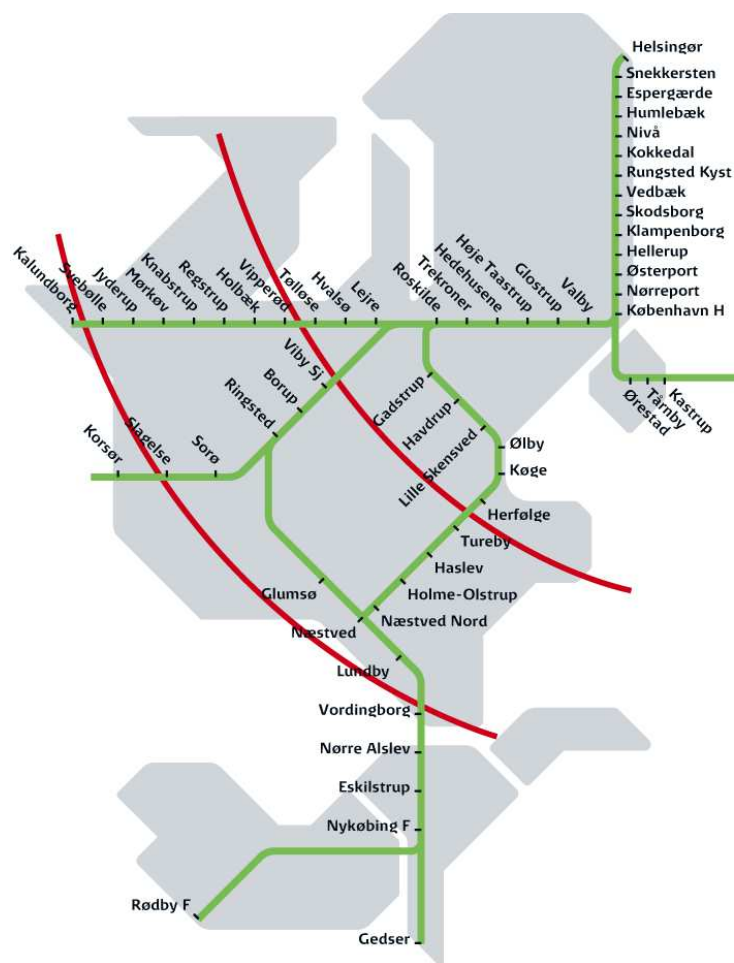 Helsingør
Snekkersten
Espergærde
Humlebæk
Nivå
Kokkedal
Rungsted Kyst
Vedbæk
Skodsborg
Klampenborg
Hellerup
Østerport
Nørreport
København H
Kalundborg
Svebølle
Jyderup
Mørkøv
Knabstrup
Regstrup
Holbæk
Vipperød
Tølløse
Hvalsø
Lejre
Roskilde
Trekroner
Hedehusene
Høje Taastrup
Glostrup
Valby
Ørestad
Tårnby
Kastrup
Viby Sj
Borup
Ringsted
Korsør
Slagelse
Sorø
Gadstrup
Havdrup
Lille Skensved
Ølby
Køge
Herfølge
Tureby
Haslev
Holme-Olstrup
Næstved Nord
Glumsø
Næstved
Lundby
Vordingborg
Nørre Alslev
Eskilstrup
Nykøbing F
Rødby F
Gedser